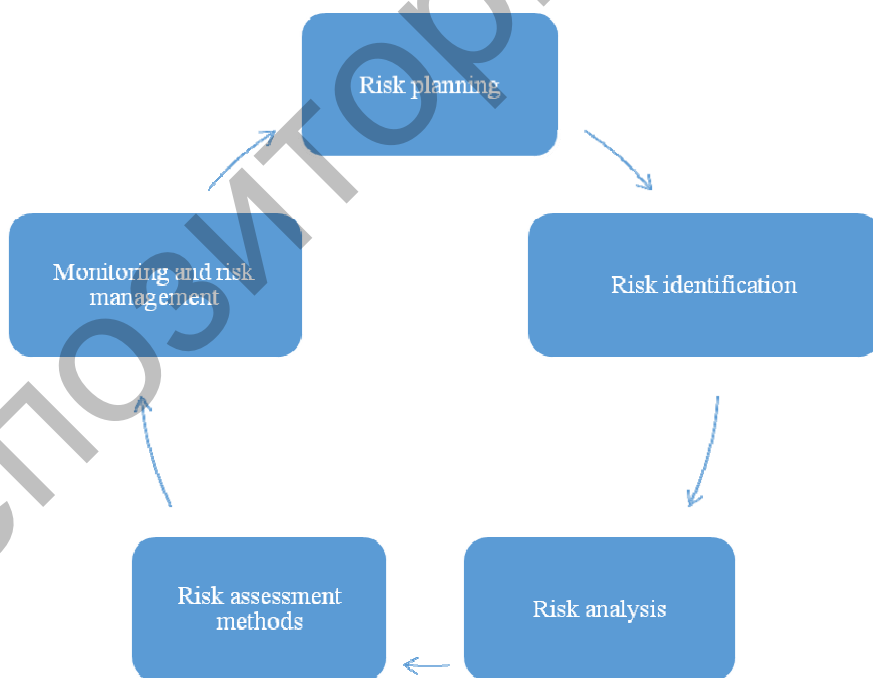 Risk planning
Monitoring and risk
management
Risk identification
Risk assessment
methods
Risk analysis
позитор